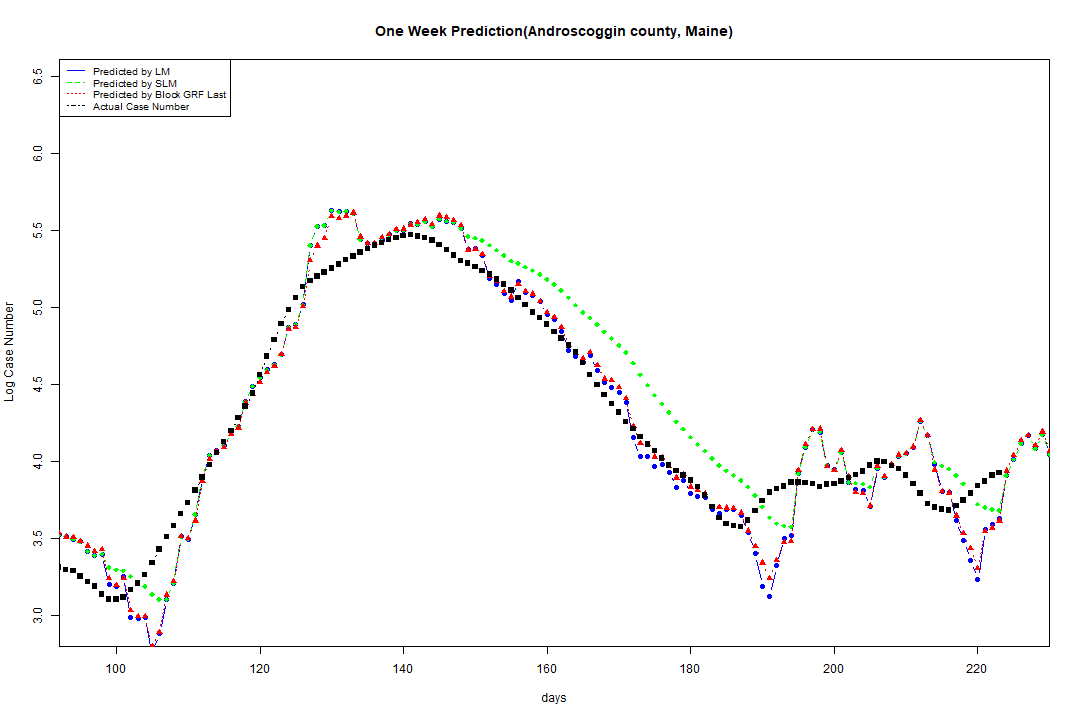 One Week Prediction(Androscoggin county, Maine)
Predicted by LM
Predicted by SLM
Predicted by Block GRF Last
Actual Case Number
6.5
6.0
5.5
5.0
4.5
4.0
3.5
3.0
Log Case Number
100 120 140 160 180 200 220
days